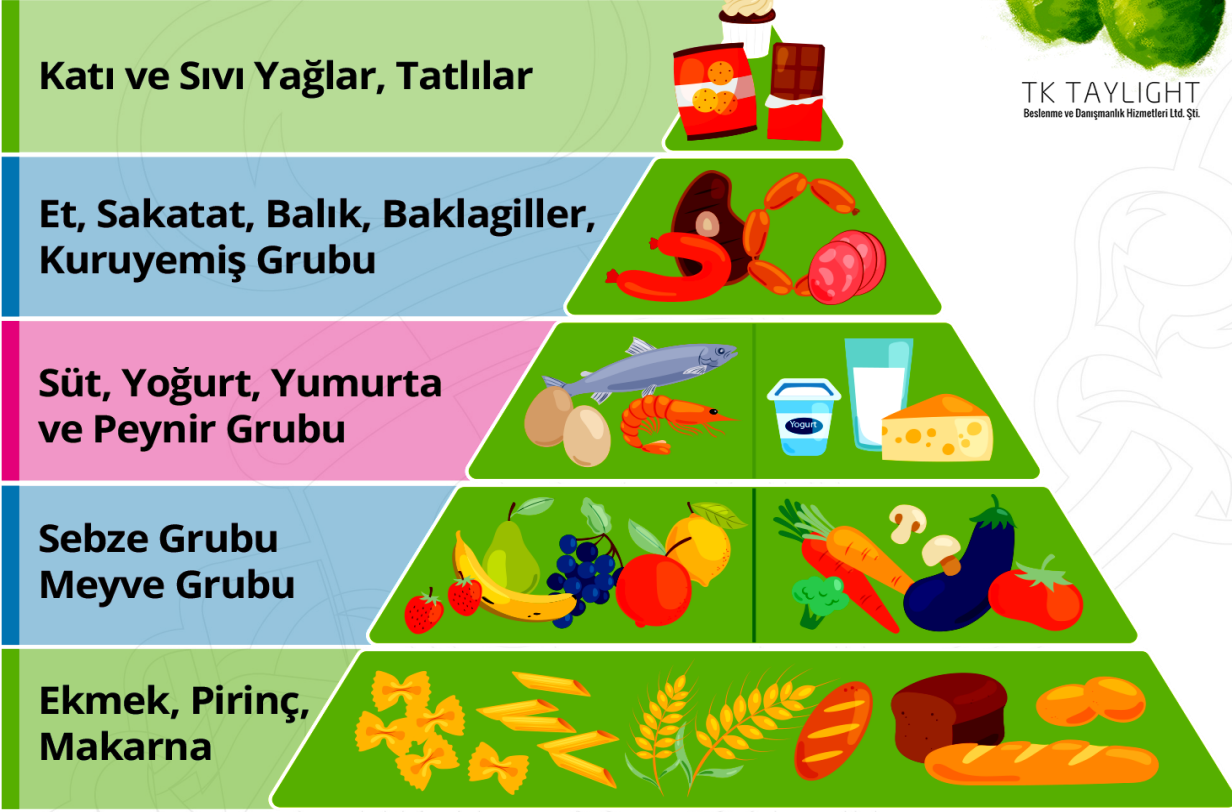 Katı ve Sıvı Yağlar, Tatlılar
TK TAYLIGHT
Beslenme ve Danışmanlık Hizmetleri Ltd. Şti.
Et, Sakatat, Balık, Baklagiller,
Kuruyemiş Grubu
Süt, Yoğurt, Yumurta
ve Peynir Grubu
Yogurt
Sebze Grubu
Meyve Grubu
Ekmek, Pirinç,
Makarna